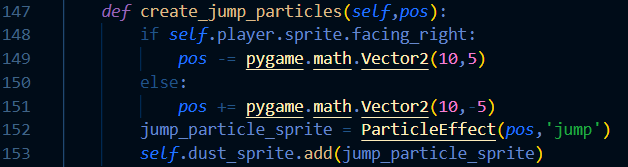 147 def create_jump_particles(self,pos):
148 if self.player.sprite.facing_right:
149 pos -= pygame.math.Vector2(10,5)
150 else:
151 pos += pygame.math.Vector2(10,-5)
152 jump_particle_sprite = ParticleEffect(pos,'jump')
153 self.dust_sprite.add(jump_particle_sprite)